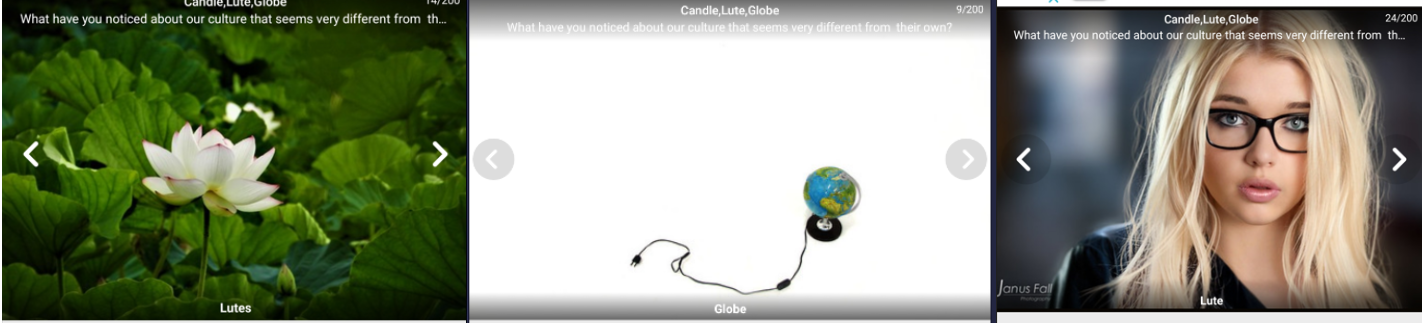 Candle,Lute,Globe
14/200
What have you noticed about our culture that seems very different from th...
Lutes
Candle,Lute,Globe
9/200
What have you noticed about our culture that seems very different from their own?
Globe
Candle,Lute,Globe
24/200
What have you noticed about our culture that seems very different from th...
Janus Fall
Photography
Lute